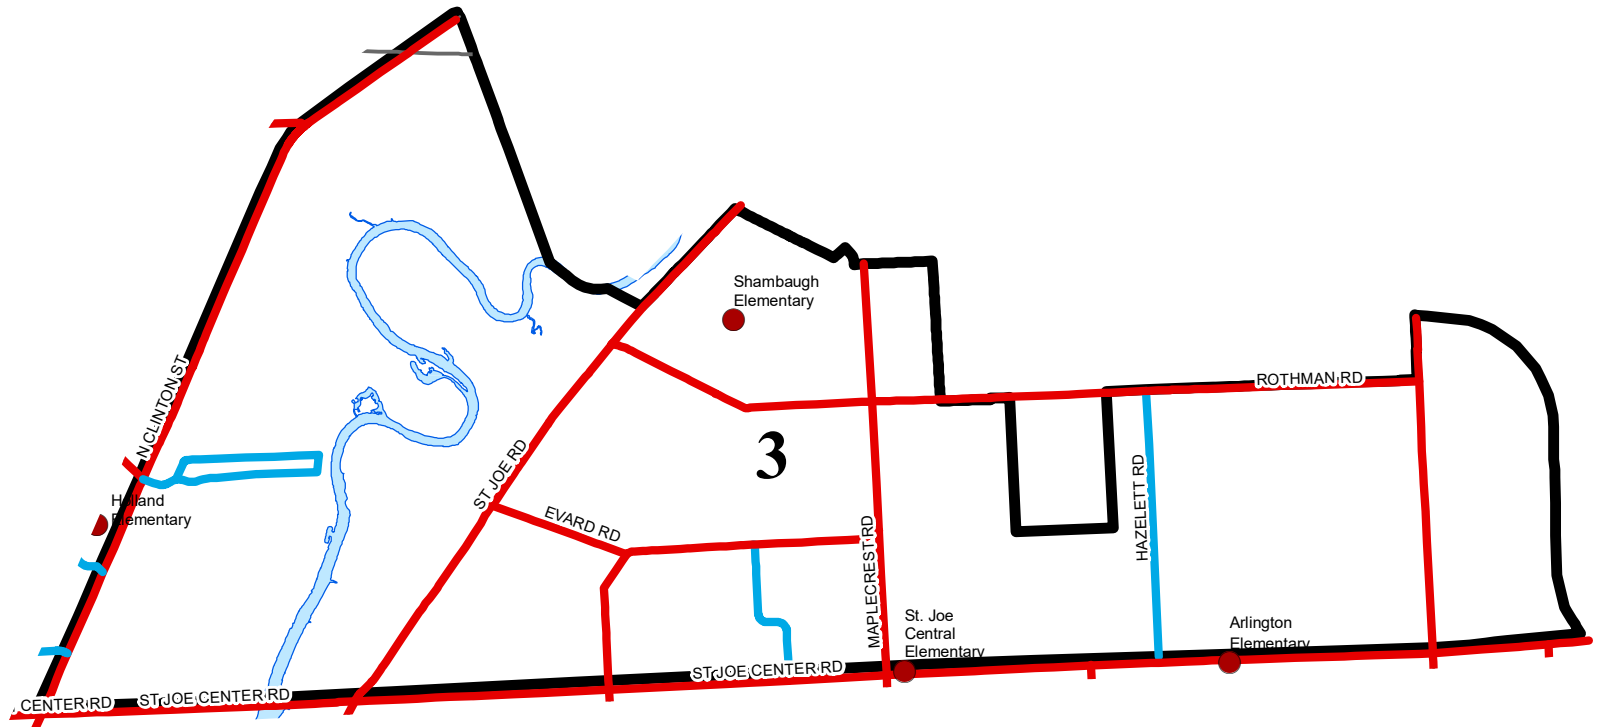 Shambaugh
Elementary
ROTHMAN RD
N CLINTON ST
3
ST JOE RD
Holland
Elementary
EVARD RD
HAZELETT RD
MAPLECREST RD
St. Joe
Central
Elementary
Arlington
Elementary
ST JOE CENTER RD
ST JOE CENTER RD
CENTER RD